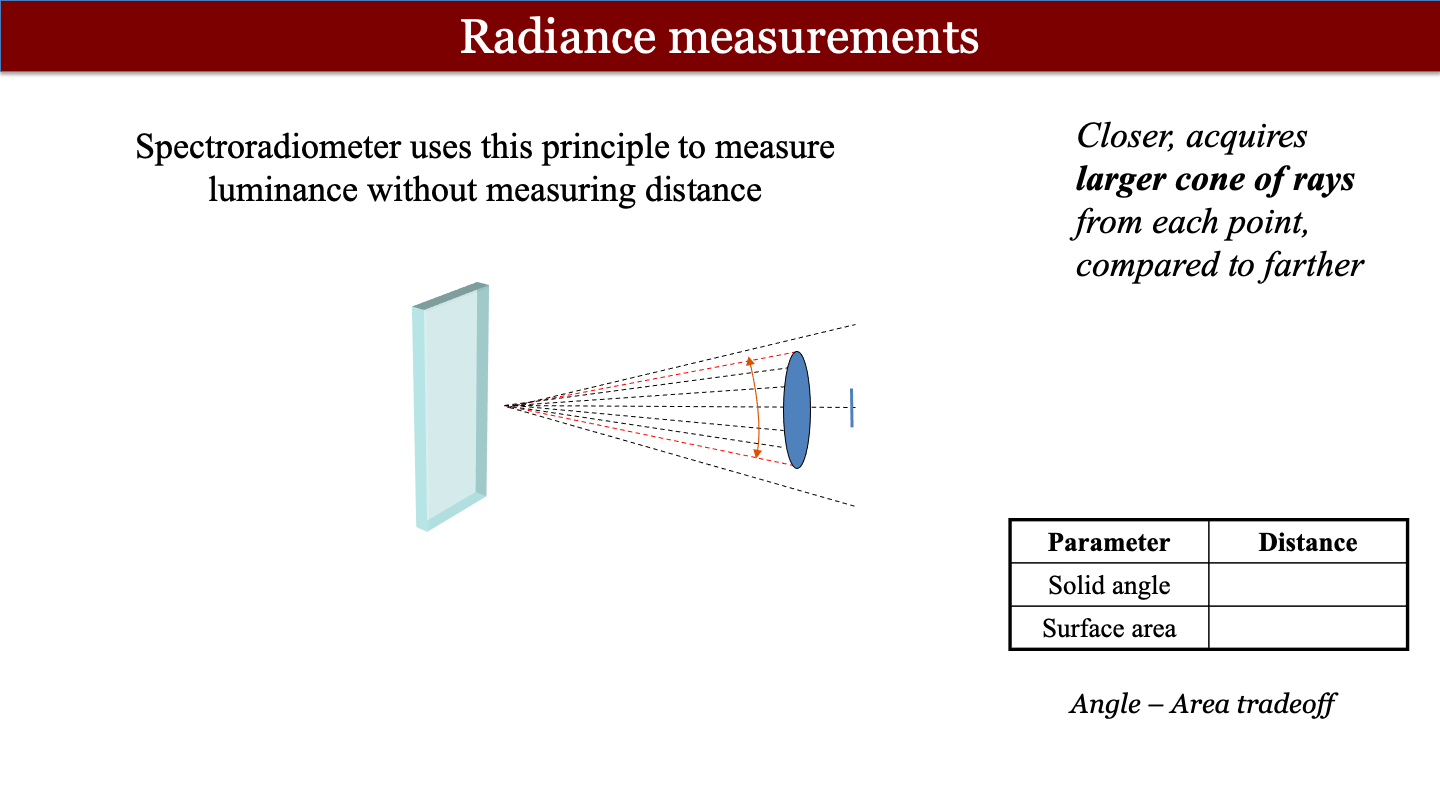 Radiance measurements
Spectroradiometer uses this principle to measure
luminance without measuring distance
Closer, acquires
larger cone of rays
from each point,
compared to farther
Parameter Distance
Solid angle
Surface area
Angle – Area tradeoff